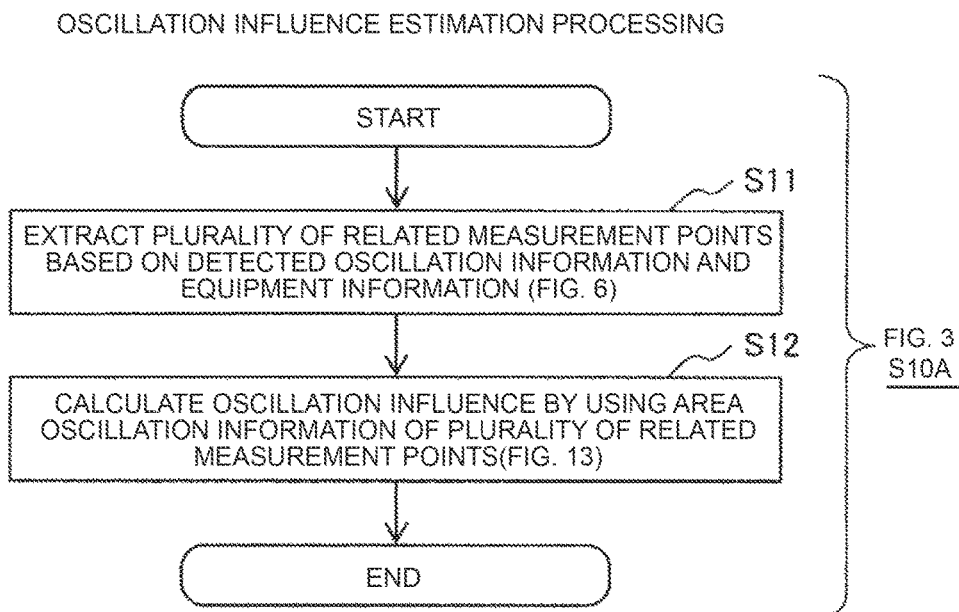 OSCILLATION INFLUENCE ESTIMATION PROCESSING
START
S11
EXTRACT PLURALITY OF RELATED MEASUREMENT POINTS
BASED ON DETECTED OSCILLATION INFORMATION AND
EQUIPMENT INFORMATION (FIG. 6)
S12
CALCULATE OSCILLATION INFLUENCE BY USING AREA
OSCILLATION INFORMATION OF PLURALITY OF RELATED
MEASUREMENT POINTS(FIG. 13)
END
FIG. 3
S10A